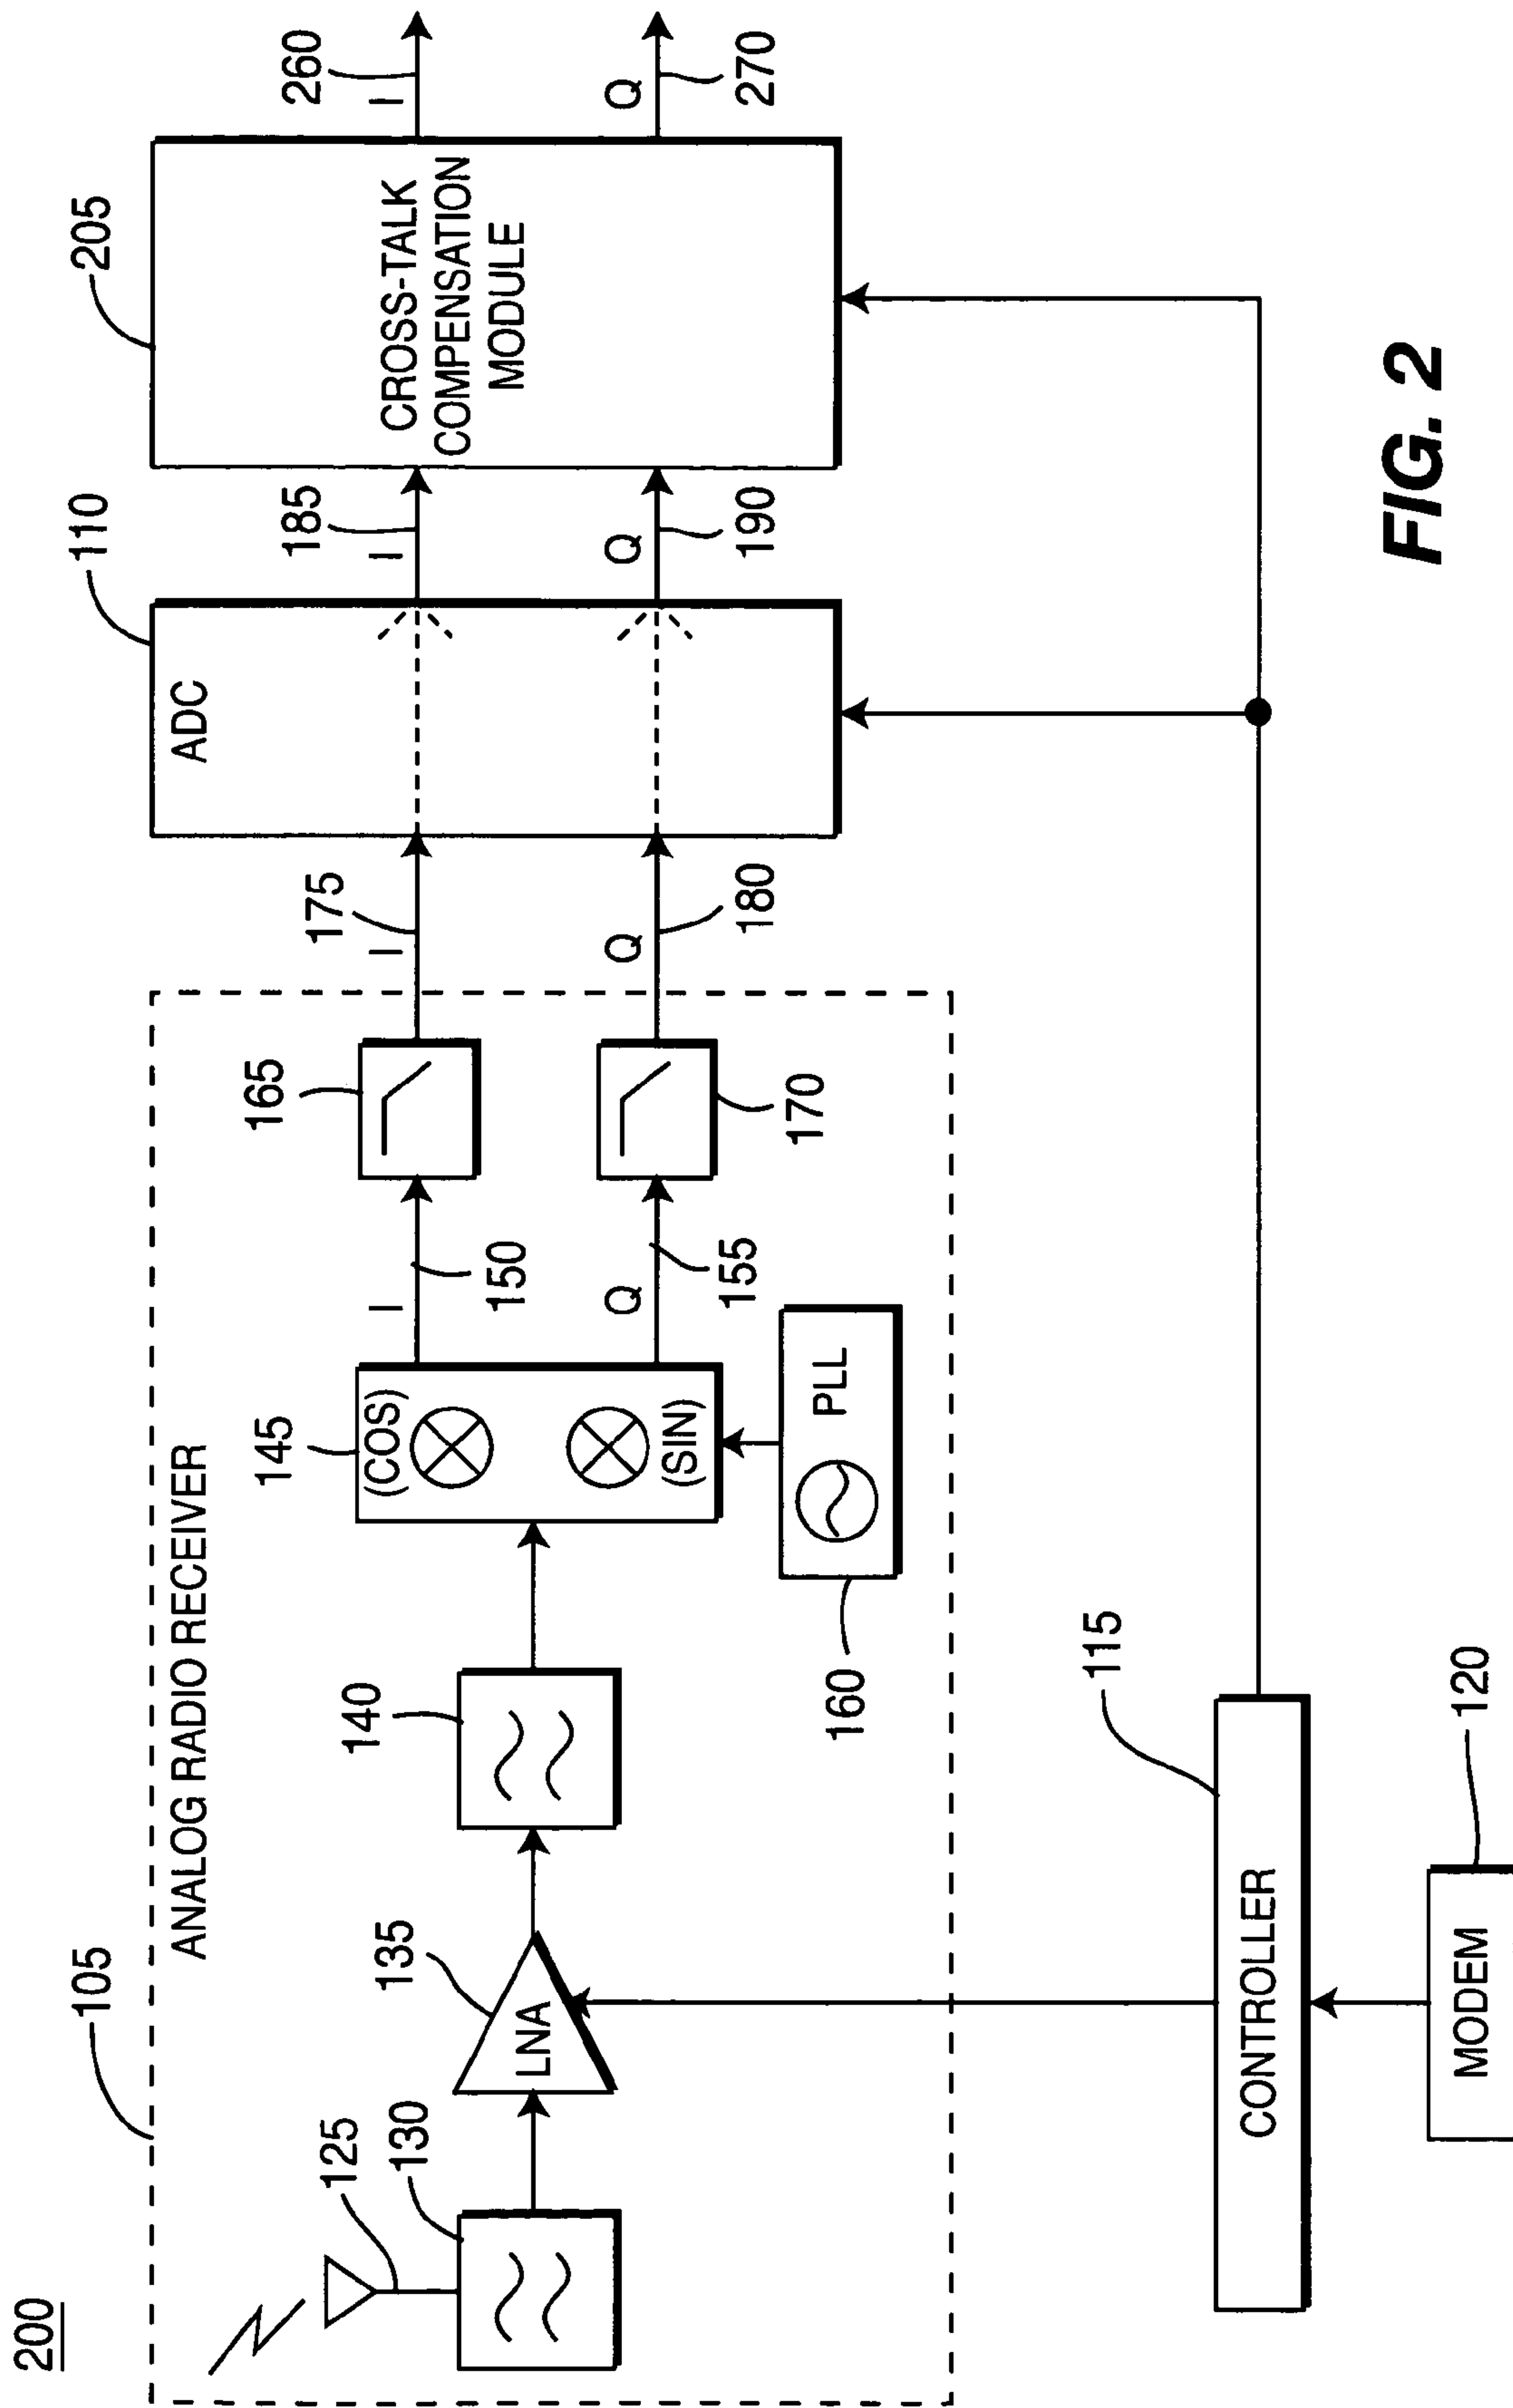 200
105
ANALOG RADIO RECEIVER
125
130
135
LNA
140
145
(COS)
(SIN)
160
PLL
I
150
Q
155
165
170
I
175
Q
180
110
ADC
I
185
Q
190
205
CROSS-TALK
COMPENSATION
MODULE
I
260
Q
270
115
CONTROLLER
120
MODEM
FIG. 2